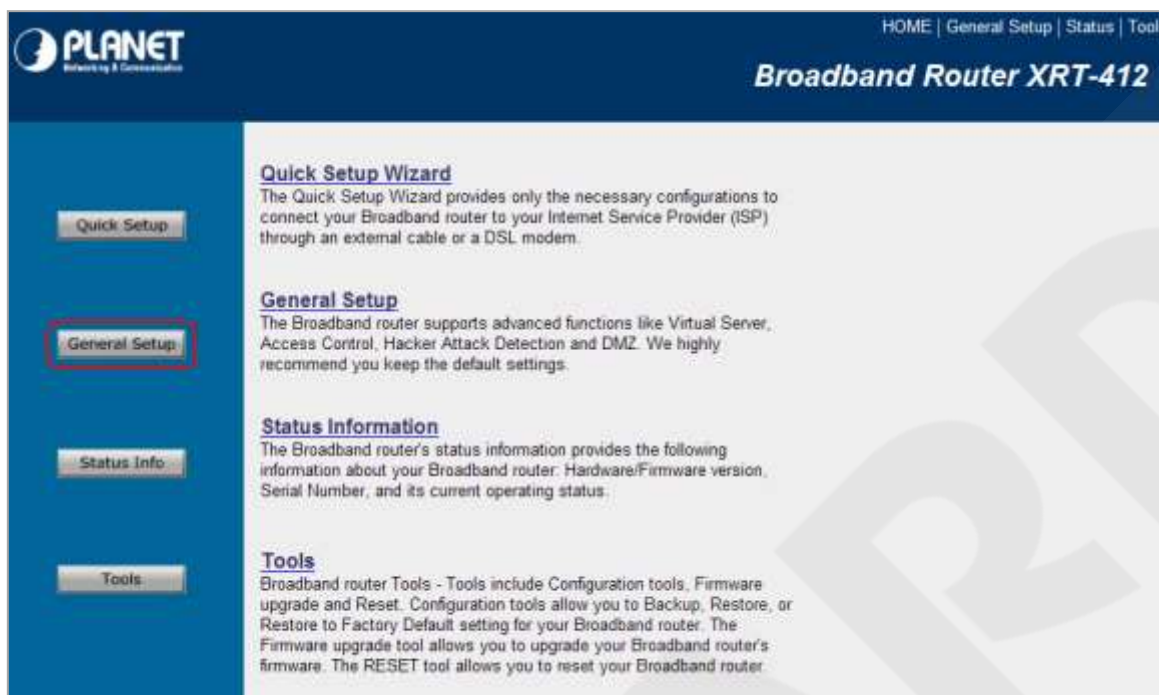 PLANET
Networking & Communication
HOME | General Setup | Status | Tool
Broadband Router XRT-412
Quick Setup
General Setup
Status Info
Tools
Quick Setup Wizard
The Quick Setup Wizard provides only the necessary configurations to
connect your Broadband router to your Internet Service Provider (ISP)
through an external cable or a DSL modem.
General Setup
The Broadband router supports advanced functions like Virtual Server,
Access Control, Hacker Attack Detection and DMZ. We highly
recommend you keep the default settings.
Status Information
The Broadband router's status information provides the following
information about your Broadband router: Hardware/Firmware version,
Serial Number, and its current operating status.
Tools
Broadband router Tools - Tools include Configuration tools, Firmware
upgrade and Reset. Configuration tools allow you to Backup, Restore, or
Restore to Factory Default setting for your Broadband router. The
Firmware upgrade tool allows you to upgrade your Broadband router's
firmware. The RESET tool allows you to reset your Broadband router.